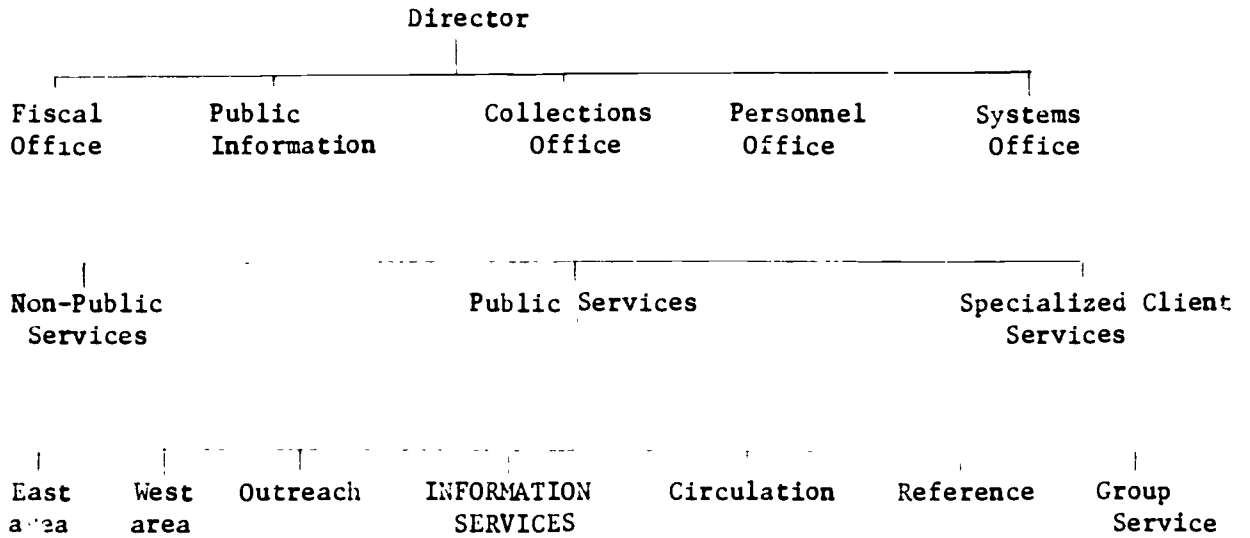 Director
Fiscal Public Collections Personnel Systems
Office Information Office Office Office
Non-Public Public Services Specialized Client
Services Services
East West Outreach INFORMATION Circulation Reference Group
area area SERVICES Service